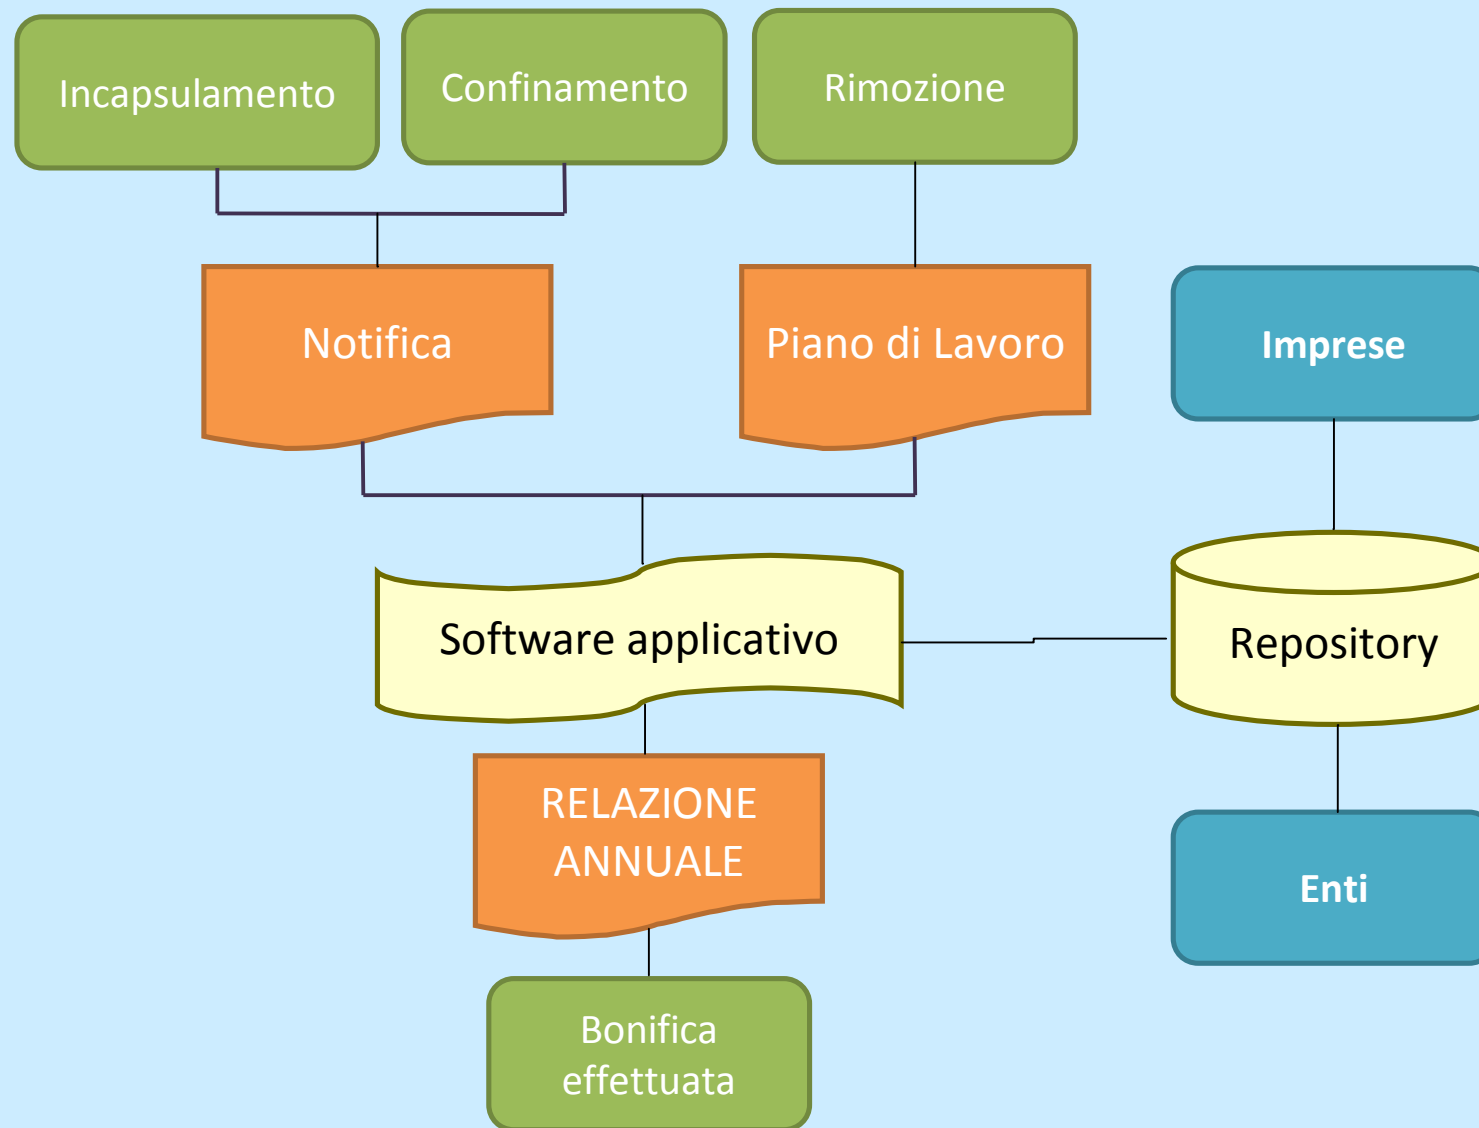 Incapsulamento
Confinamento
Rimozione
Notifica
Piano di Lavoro
Imprese
Software applicativo
Repository
RELAZIONE
ANNUALE
Enti
Bonifica
effettuata